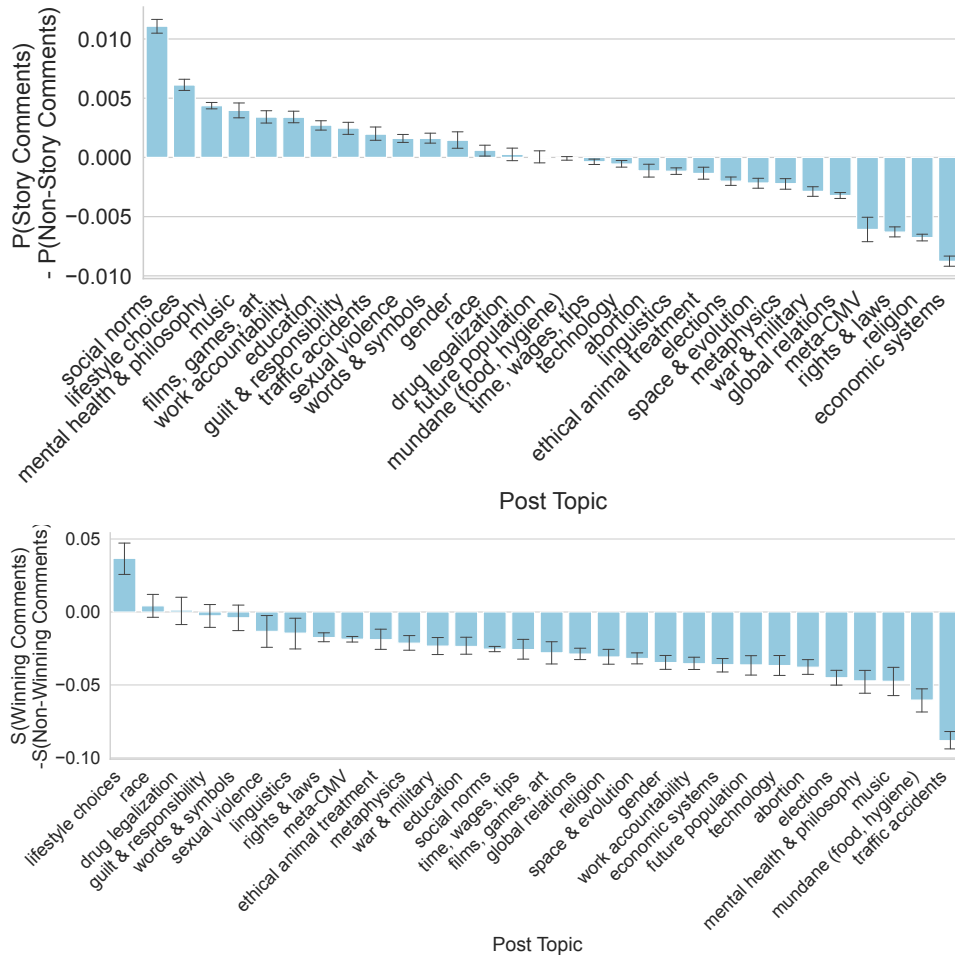 P(Story Comments)
- P(Non-Story Comments)
0.010
0.005
0.000
−0.005
−0.010
social norms
lifestyle choices
mental health & philosophy
music
films, games, art
work accountability
education
guilt & responsibility
traffic accidents
sexual violence
words & symbols
gender
race
drug legalization
future population
mundane (food, hygiene)
time, wages, tips
technology
abortion
linguistics
ethical animal treatment
elections
space & evolution
metaphysics
war & military
global relations
meta-CMV
rights & laws
religion
economic systems
Post Topic
S(Winning Comments)
-S(Non-Winning Comments)
0.05
0.00
−0.05
−0.10
lifestyle choices
race
drug legalization
guilt & responsibility
words & symbols
sexual violence
linguistics
rights & laws
meta-CMV
ethical animal treatment
metaphysics
war & military
education
social norms
time, wages, tips
films, games, art
global relations
religion
space & evolution
gender
work accountability
economic systems
future population
technology
abortion
elections
mental health & philosophy
music
mundane (food, hygiene)
traffic accidents
Post Topic